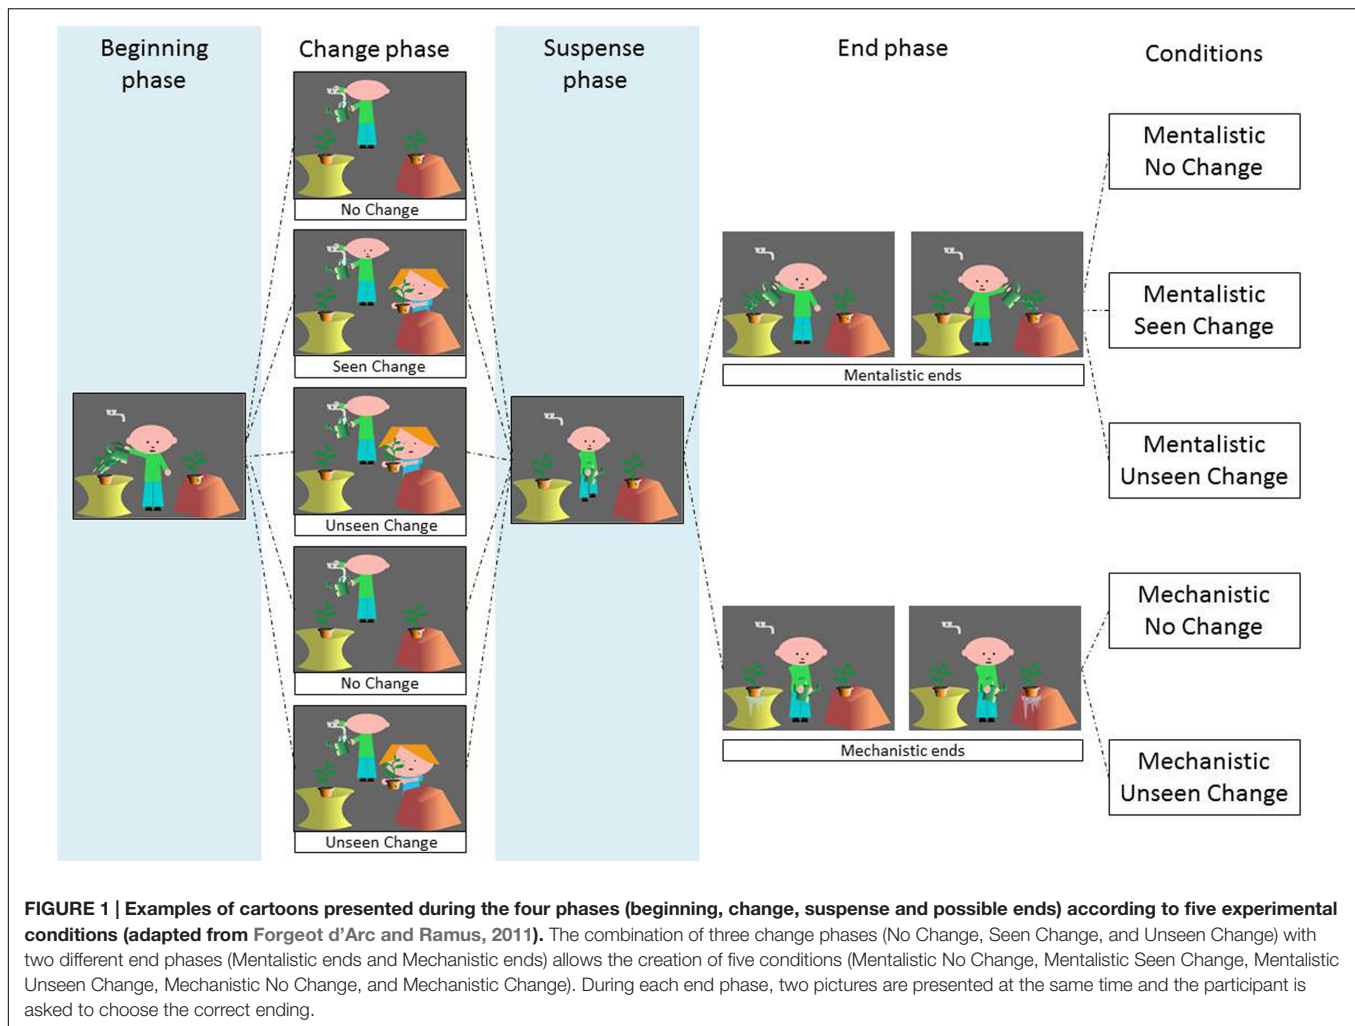 Beginning
phase
Change phase
Suspense
phase
End phase
Conditions
No Change
Seen Change
Unseen Change
No Change
Unseen Change
Mentalistic ends
Mechanistic ends
Mentalistic
No Change
Mentalistic
Seen Change
Mentalistic
Unseen Change
Mechanistic
No Change
Mechanistic
Unseen Change
FIGURE 1 | Examples of cartoons presented during the four phases (beginning, change, suspense and possible ends) according to five experimental
conditions (adapted from Forgeot d'Arc and Ramus, 2011). The combination of three change phases (No Change, Seen Change, and Unseen Change) with
two different end phases (Mentalistic ends and Mechanistic ends) allows the creation of five conditions (Mentalistic No Change, Mentalistic Seen Change, Mentalistic
Unseen Change, Mechanistic No Change, and Mechanistic Change). During each end phase, two pictures are presented at the same time and the participant is
asked to choose the correct ending.